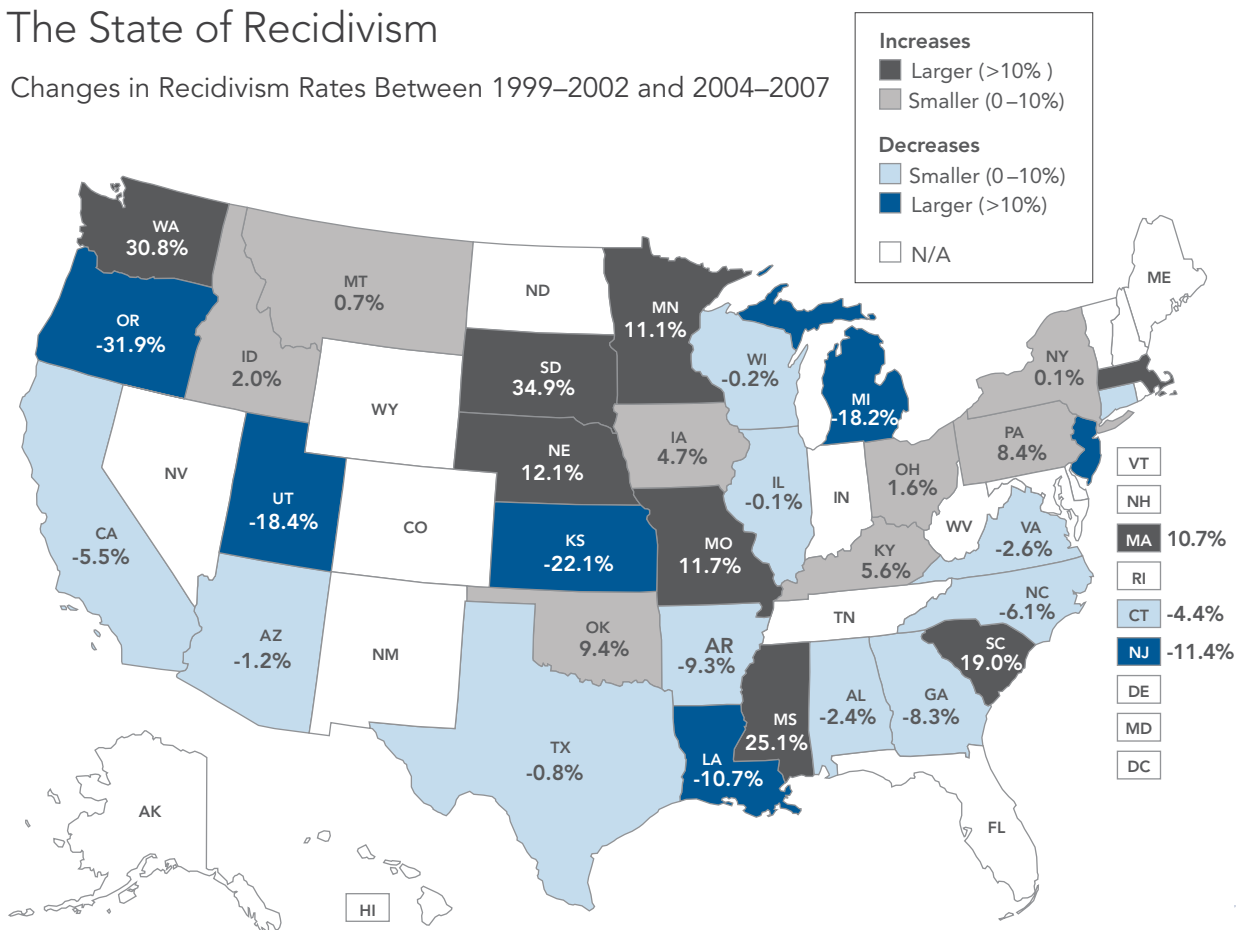 The State of Recidivism
Changes in Recidivism Rates Between 1999–2002 and 2004–2007
Increases
Larger (>10% )
Smaller (0–10%)
Decreases
Smaller (0–10%)
Larger (>10%)
N/A
WA
30.8%
OR
-31.9%
CA
-5.5%
NV
ID
2.0%
MT
0.7%
WY
UT
-18.4%
AZ
-1.2%
CO
NM
ND
SD
34.9%
NE
12.1%
KS
-22.1%
OK
9.4%
TX
-0.8%
MN
11.1%
IA
4.7%
MO
11.7%
AR
-9.3%
LA
-10.7%
WI
-0.2%
IL
-0.1%
MI
-18.2%
IN
OH
1.6%
KY
5.6%
TN
MS
25.1%
AL
-2.4%
GA
-8.3%
FL
SC
19.0%
NC
-6.1%
VA
-2.6%
WV
PA
8.4%
NY
0.1%
ME
VT
NH
MA 10.7%
RI
CT -4.4%
NJ -11.4%
DE
MD
DC
AK
HI